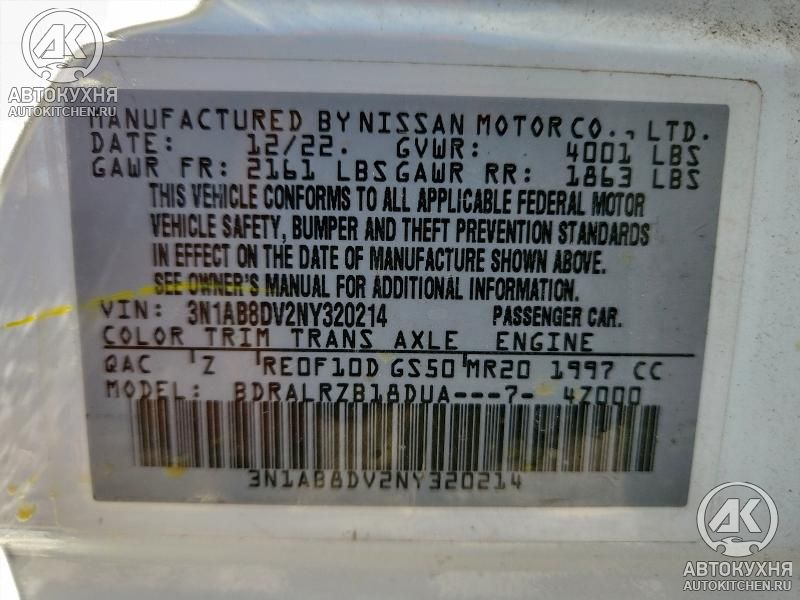 АВТОКУХНЯ
AUTOKITCHEN.RU
MANUFACTURED BY NISSAN MOTOR CO., LTD.
DATE: 12/22. GVWR: 4001 LBS
GAWR FR: 2161 LBS GAWR RR: 1863 LBS
THIS VEHICLE CONFORMS TO ALL APPLICABLE FEDERAL MOTOR
VEHICLE SAFETY, BUMPER AND THEFT PREVENTION STANDARDS
IN EFFECT ON THE DATE OF MANUFACTURE SHOWN ABOVE.
SEE OWNER'S MANUAL FOR ADDITIONAL INFORMATION.
VIN: 3N1AB8DV2NY320214 PASSENGER CAR.
COLOR TRIM TRANS AXLE ENGINE
QAC Z RE0F10D GS50 MR20 1997 CC
MODEL: BDRALRZB18DUA---7- 4Z000
3N1AB8DV2NY320214
АВТОКУХНЯ
AUTOKITCHEN.RU